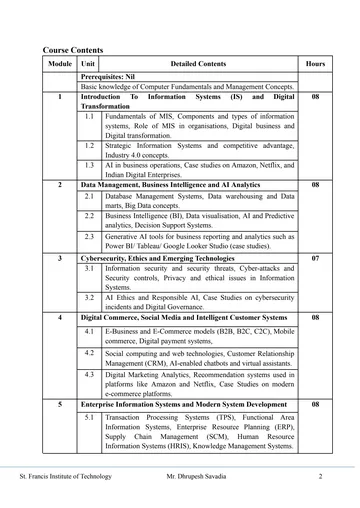 Course Contents
Module Unit Detailed Contents Hours
Prerequisites: Nil
Basic knowledge of Computer Fundamentals and Management Concepts.
1 Introduction To Information Systems (IS) and Digital 08
Transformation
1.1 Fundamentals of MIS, Components and types of information
systems, Role of MIS in organisations, Digital business and
Digital transformation.
1.2 Strategic Information Systems and competitive advantage,
Industry 4.0 concepts.
1.3 AI in business operations, Case studies on Amazon, Netflix, and
Indian Digital Enterprises.
2 Data Management, Business Intelligence and AI Analytics 08
2.1 Database Management Systems, Data warehousing and Data
marts, Big Data concepts.
2.2 Business Intelligence (BI), Data visualisation, AI and Predictive
analytics, Decision Support Systems.
2.3 Generative AI tools for business reporting and analytics such as
Power BI/ Tableau/ Google Looker Studio (case studies).
3 Cybersecurity, Ethics and Emerging Technologies 07
3.1 Information security and security threats, Cyber-attacks and
Security controls, Privacy and ethical issues in Information
Systems.
3.2 AI Ethics and Responsible AI, Case Studies on cybersecurity
incidents and Digital Governance.
4 Digital Commerce, Social Media and Intelligent Customer Systems 08
4.1 E-Business and E-Commerce models (B2B, B2C, C2C), Mobile
commerce, Digital payment systems,
4.2 Social computing and web technologies, Customer Relationship
Management (CRM), AI-enabled chatbots and virtual assistants.
4.3 Digital Marketing Analytics, Recommendation systems used in
platforms like Amazon and Netflix, Case Studies on modern
e-commerce platforms.
5 Enterprise Information Systems and Modern System Development 08
5.1 Transaction Processing Systems (TPS), Functional Area
Information Systems, Enterprise Resource Planning (ERP),
Supply Chain Management (SCM), Human Resource
Information Systems (HRIS), Knowledge Management Systems.
St. Francis Institute of Technology Mr. Dhrupesh Savadia 2